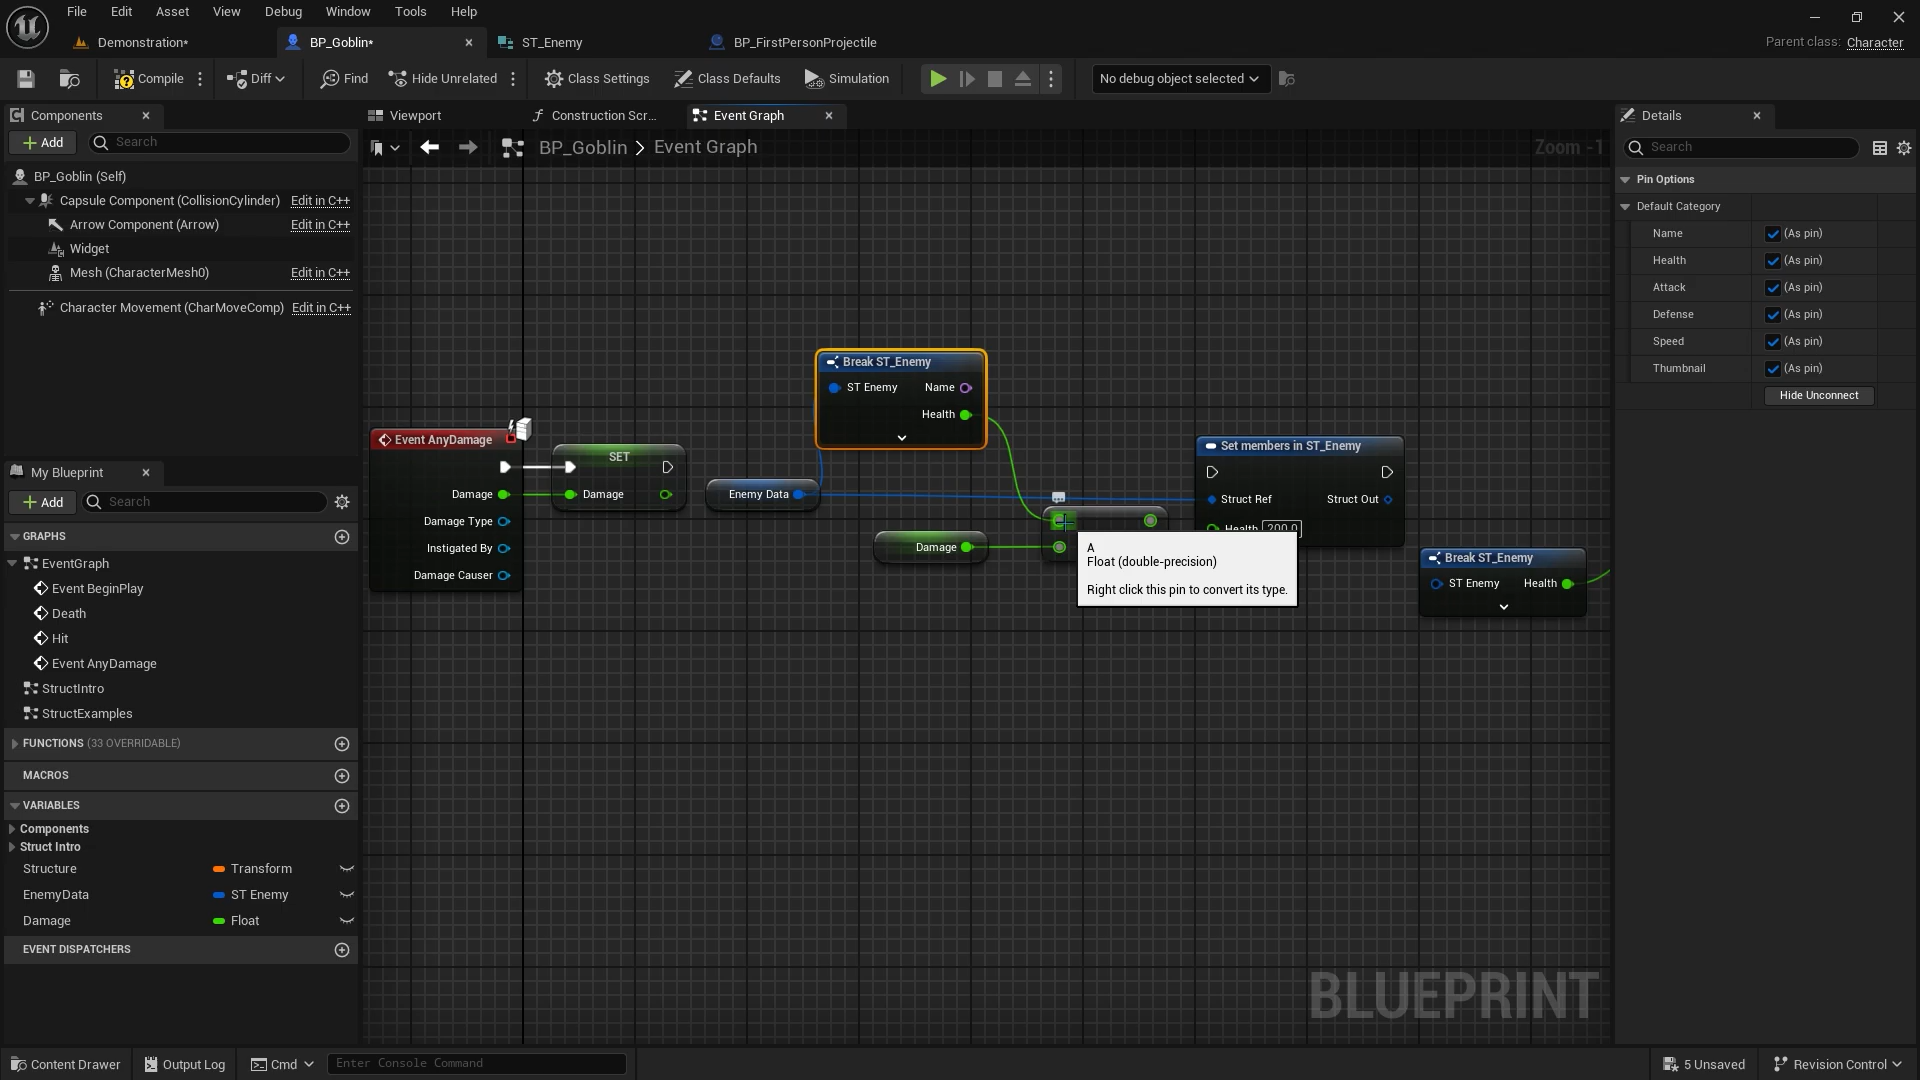 File Edit Asset View Debug Window Tools Help
Demonstration*
BP_Goblin*
ST_Enemy
BP_FirstPersonProjectile
Parent class: Character
Compile
Diff
Find
Hide Unrelated
Class Settings
Class Defaults
Simulation
No debug object selected
Components
Add
Search
BP_Goblin (Self)
Capsule Component (CollisionCylinder) Edit in C++
Arrow Component (Arrow) Edit in C++
Widget
Mesh (CharacterMesh0) Edit in C++
Character Movement (CharMoveComp) Edit in C++
My Blueprint
Add
Search
GRAPHS
EventGraph
Event BeginPlay
Death
Hit
Event AnyDamage
StructIntro
StructExamples
FUNCTIONS (33 OVERRIDABLE)
MACROS
VARIABLES
Components
Struct Intro
Structure Transform
EnemyData ST Enemy
Damage Float
EVENT DISPATCHERS
Viewport
Construction Scr...
Event Graph
BP_Goblin > Event Graph
Zoom -1
Event AnyDamage
Damage
Damage Type
Instigated By
Damage Causer
SET
Damage
Enemy Data
Break ST_Enemy
ST Enemy Name
Health
Damage
Set members in ST_Enemy
Struct Ref Struct Out
Health 200.0
A
Float (double-precision)
Right click this pin to convert its type.
Break ST_Enemy
ST Enemy Health
BLUEPRINT
Details
Search
Pin Options
Default Category
Name (As pin)
Health (As pin)
Attack (As pin)
Defense (As pin)
Speed (As pin)
Thumbnail (As pin)
Hide Unconnect
Content Drawer
Output Log
Cmd
Enter Console Command
5 Unsaved
Revision Control